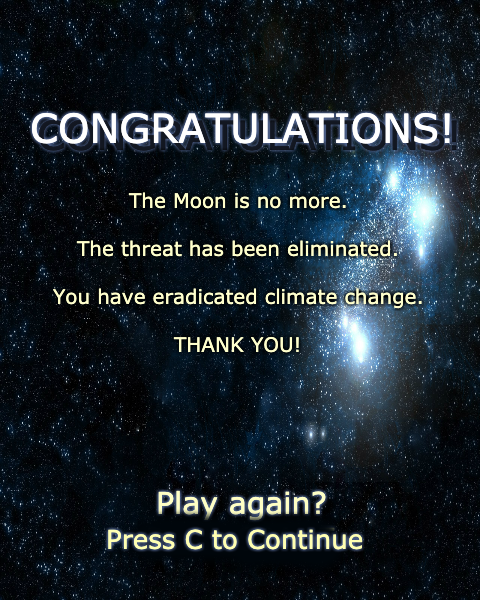 CONGRATULATIONS!
The Moon is no more.
The threat has been eliminated.
You have eradicated climate change.
THANK YOU!
Play again?
Press C to Continue